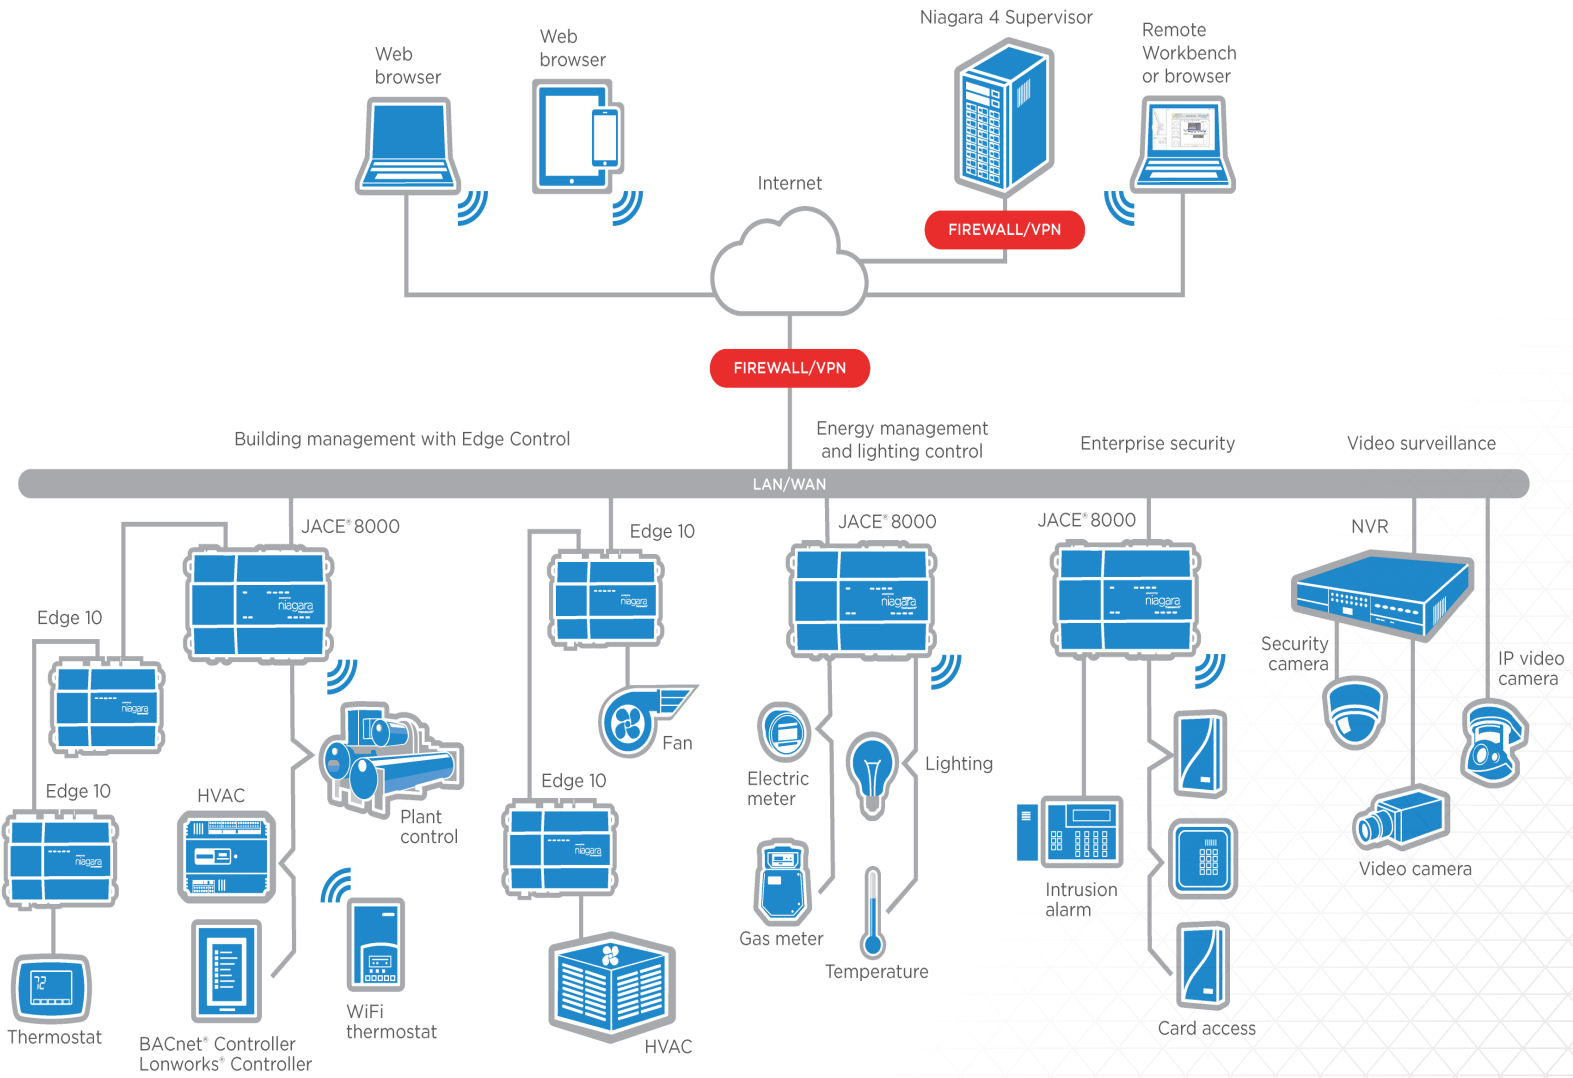 Web
browser
Web
browser
Niagara 4 Supervisor
Remote
Workbench
or browser
Internet
FIREWALL/VPN
FIREWALL/VPN
Building management with Edge Control
Energy management
and lighting control
Enterprise security
Video surveillance
LAN/WAN
JACE® 8000
Edge 10
JACE® 8000
JACE® 8000
NVR
niagara
niagara
niagara
niagara
Edge 10
niagara
Security
camera
IP video
camera
Fan
Lighting
Electric
meter
Edge 10
Edge 10
HVAC
Plant
control
niagara
niagara
Video camera
Intrusion
alarm
Gas meter
Temperature
72
Thermostat
BACnet® Controller
Lonworks® Controller
WiFi
thermostat
HVAC
Card access